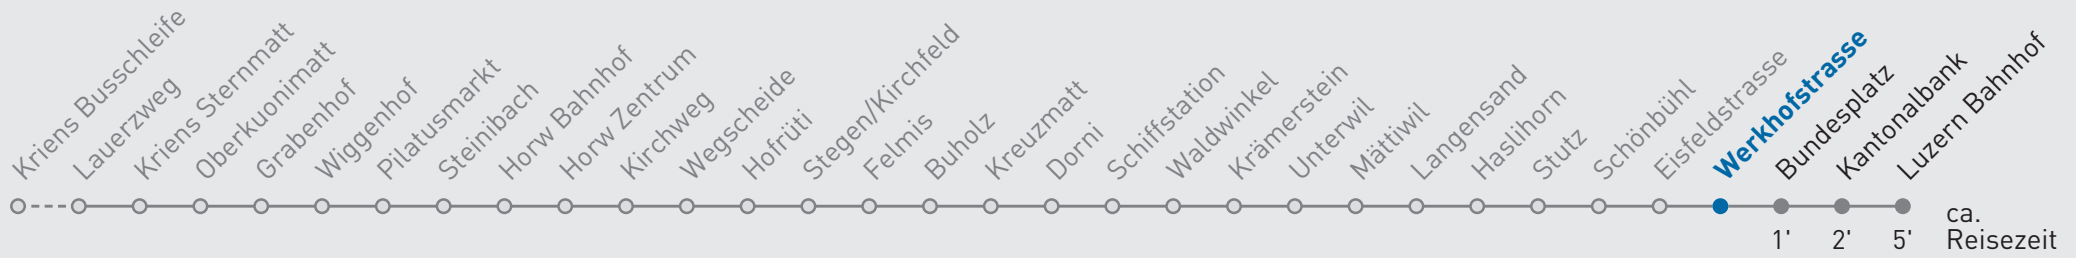 Kriens Busschleife
Lauerzweg
Kriens Sternmatt
Oberkuonimatt
Grabenhof
Wiggenhof
Pilatusmarkt
Steinibach
Horw Bahnhof
Horw Zentrum
Kirchweg
Wegscheide
Hofrüti
Stegen/Kirchfeld
Felmis
Buholz
Kreuzmatt
Dorni
Schiffstation
Waldwinkel
Krämerstein
Unterwil
Mättiwil
Langensand
Haslihorn
Stutz
Schönbühl
Eisfeldstrasse
Werkhofstrasse
Bundesplatz
Kantonalbank
Luzern Bahnhof
ca.
1' 2' 5' Reisezeit